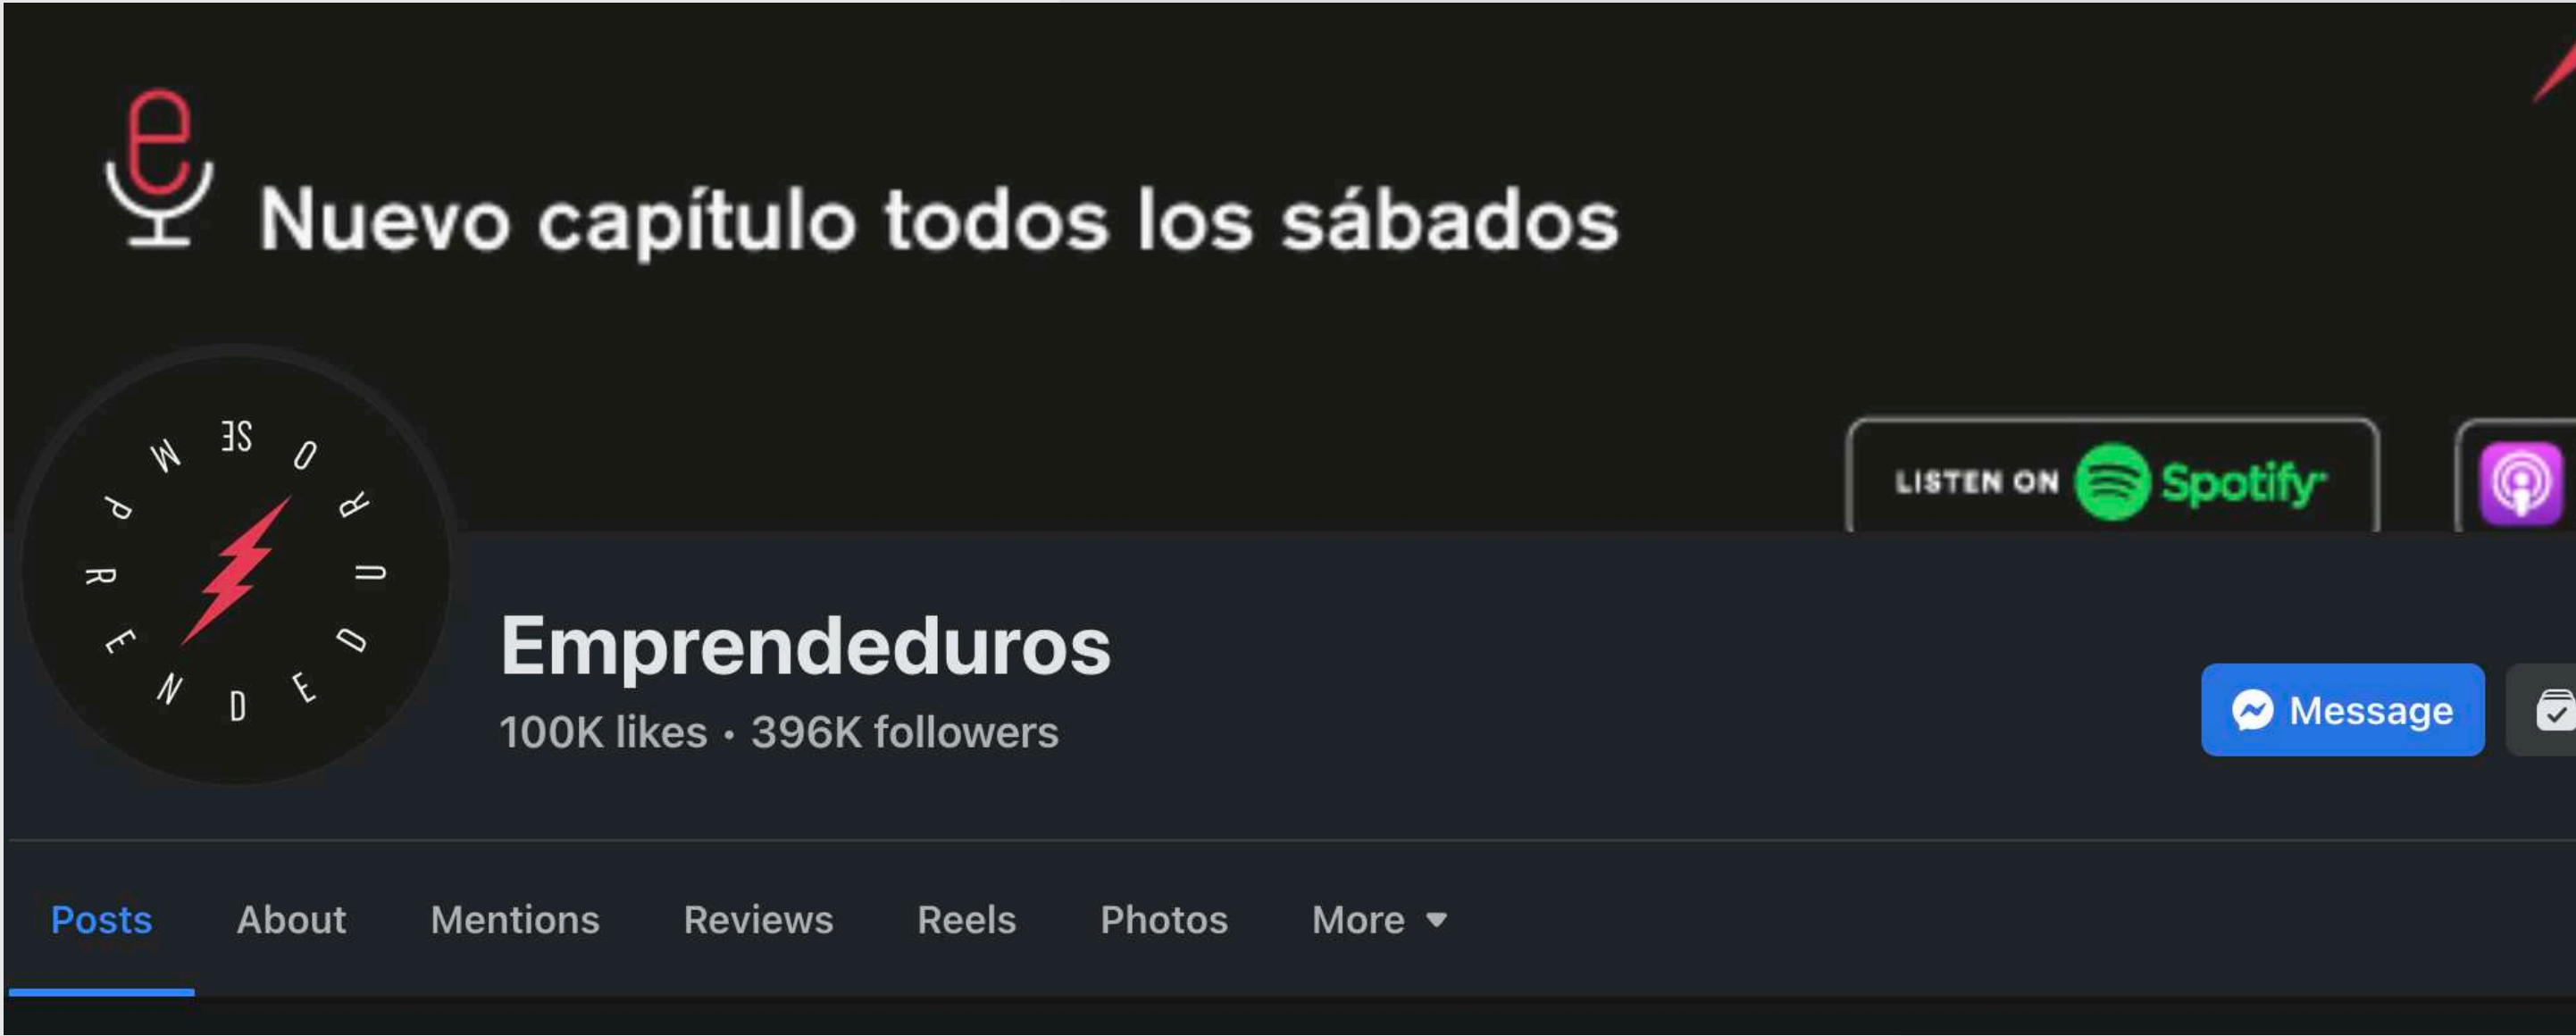 e
Nuevo capítulo todos los sábados
LISTEN ON Spotify
EMPRENDEDUROS
Emprendeduros
100K likes • 396K followers
Message
Posts About Mentions Reviews Reels Photos More